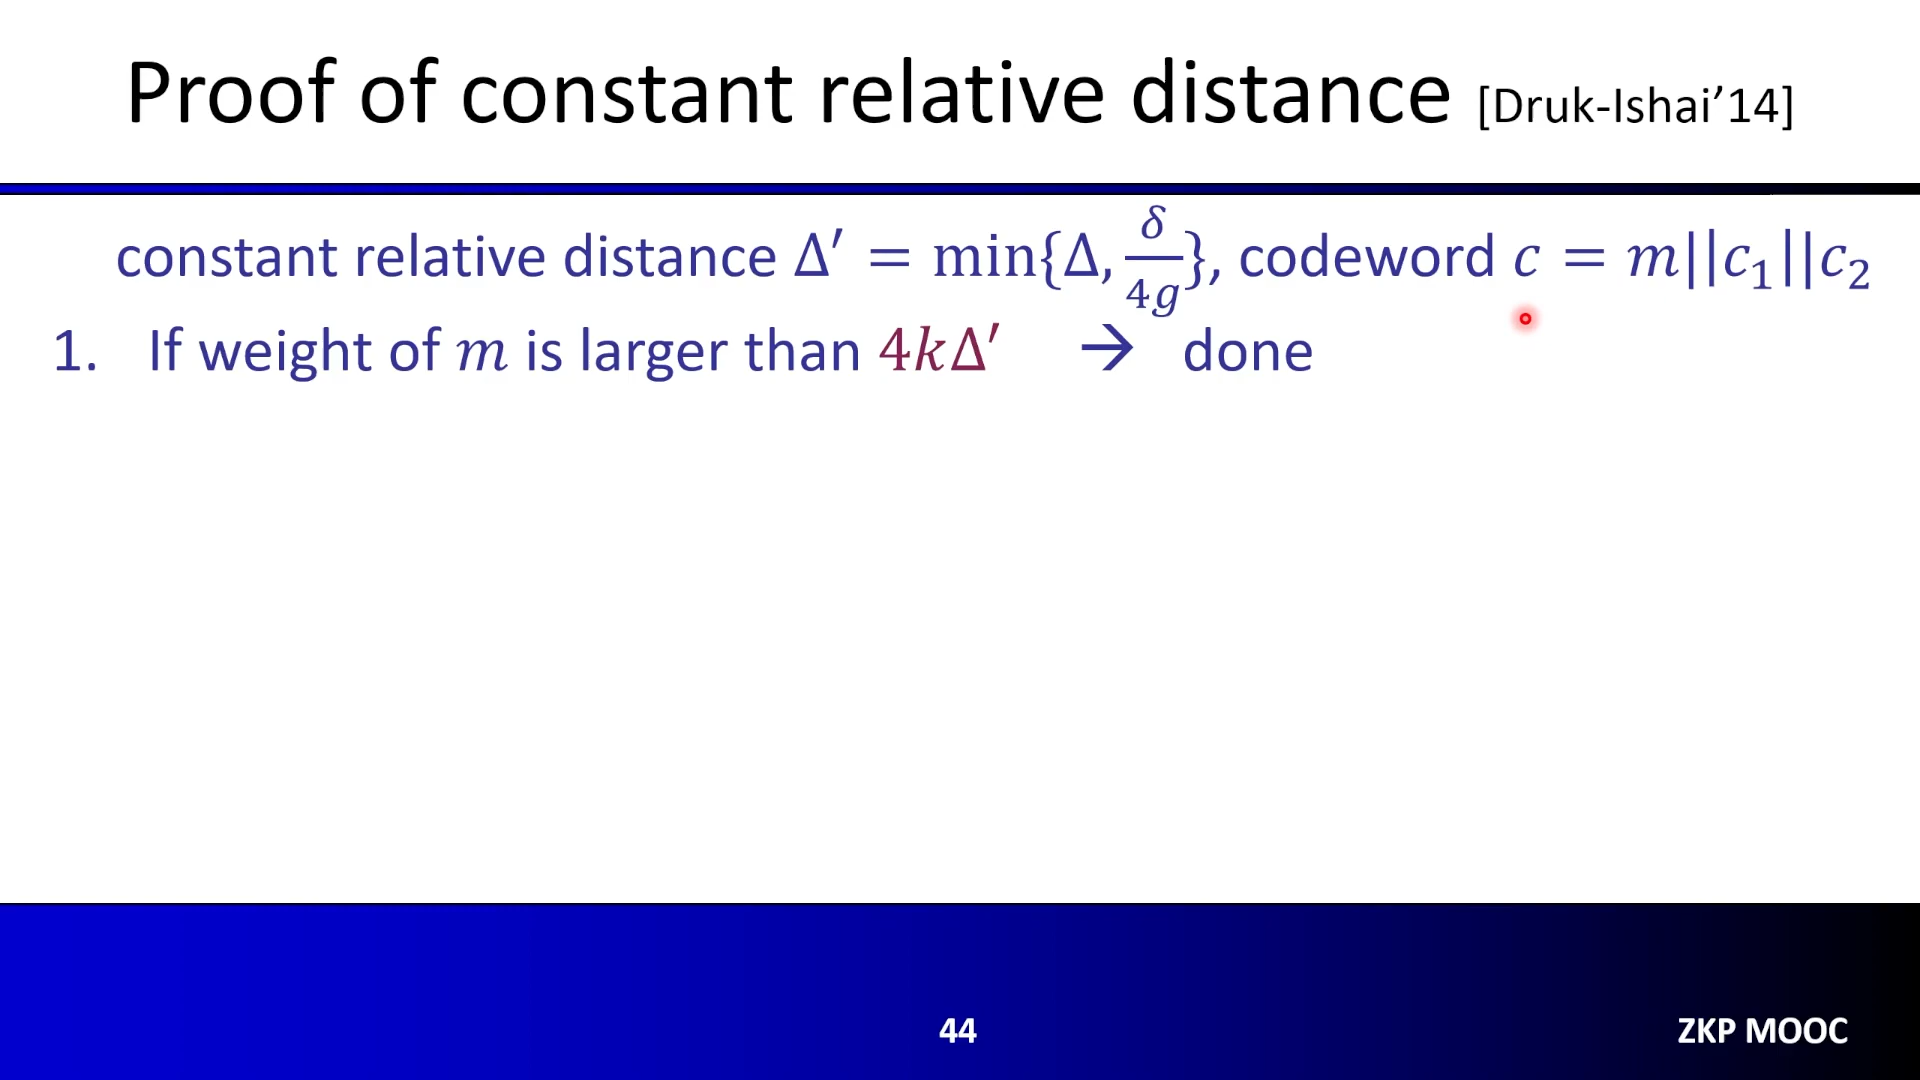 Proof of constant relative distance [Druk-Ishai’14]
constant relative distance Δ′ = min{Δ, δ/4g}, codeword c = m||c₁||c₂
1. If weight of m is larger than 4kΔ′ → done
44
ZKP MOOC